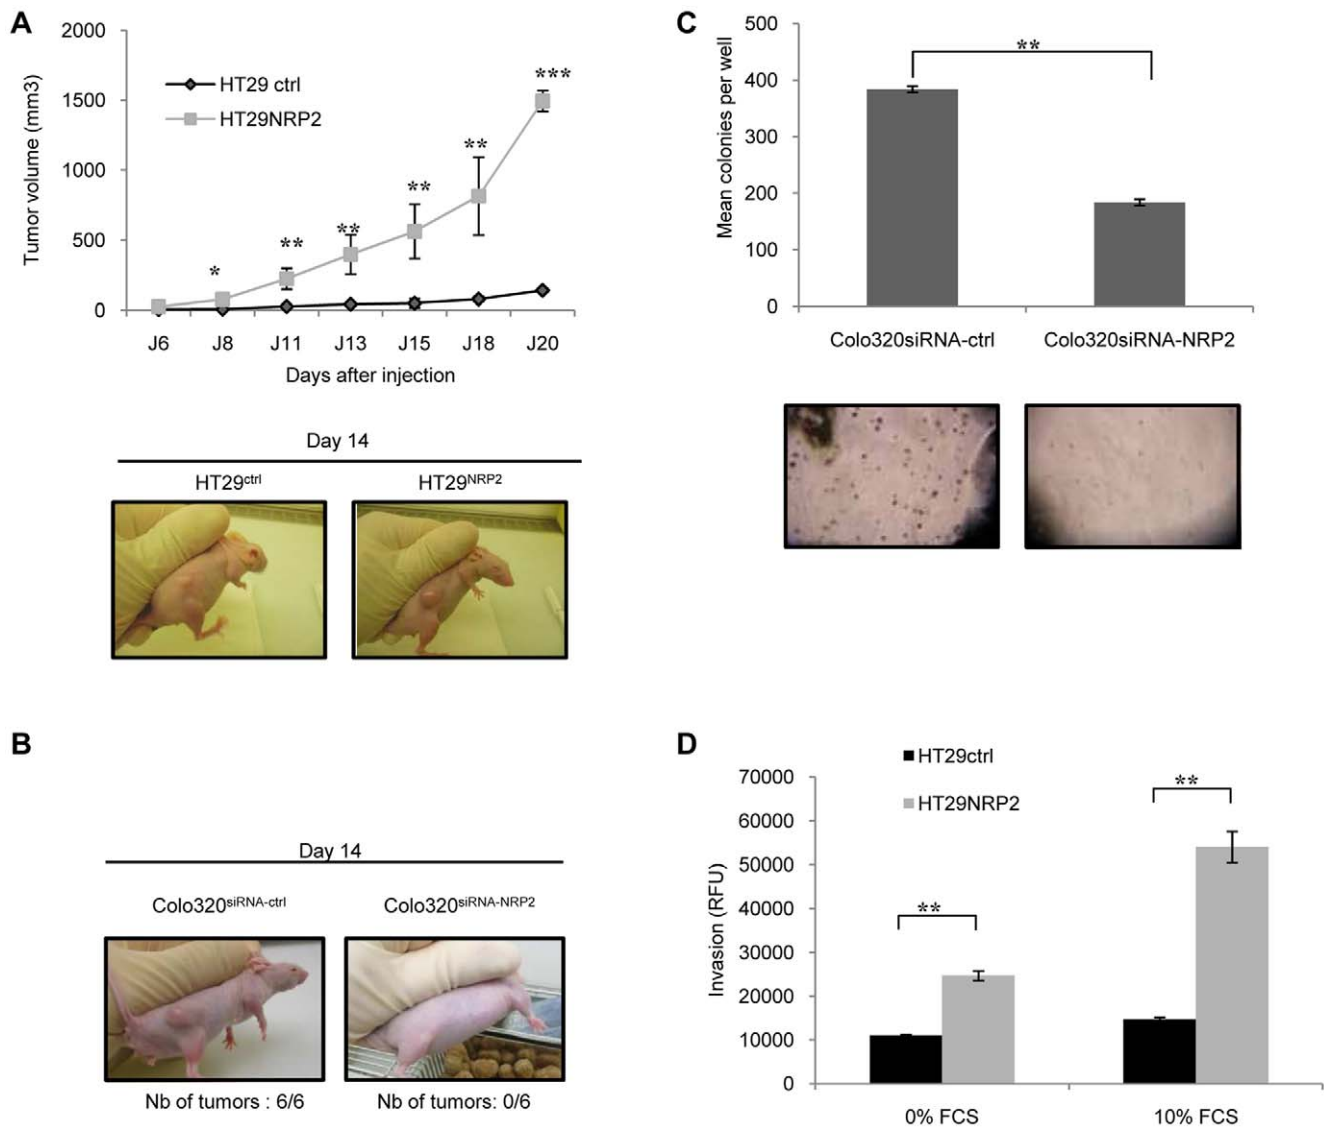 A
2000
1500
1000
500
0
Tumor volume (mm3)
HT29 ctrl
HT29NRP2
*
**
**
**
**
***
J6 J8 J11 J13 J15 J18 J20
Days after injection
Day 14
HT29ctrl HT29NRP2
B
Day 14
Colo320siRNA-ctrl Colo320siRNA-NRP2
Nb of tumors : 6/6 Nb of tumors: 0/6
C
500
400
300
200
100
0
Mean colonies per well
**
Colo320siRNA-ctrl Colo320siRNA-NRP2
D
HT29ctrl
HT29NRP2
70000
60000
50000
40000
30000
20000
10000
0
Invasion (RFU)
**
**
0% FCS 10% FCS